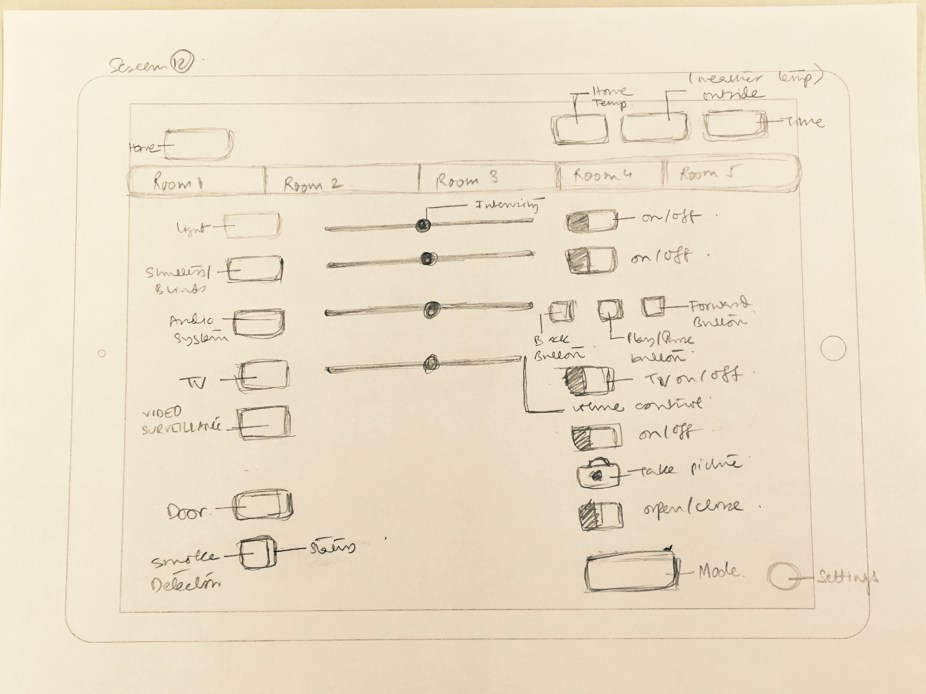 Screen 12
(weather temp)
Home
Temp
outside
Time
Home
Room 1
Room 2
Room 3
Room 4
Room 5
Intensity
Light
on/off
Shutters/
Blinds
on/off
Audio
System
Back
Button
Play/Pause
button
Forward
Button
TV
TV on/off
volume control
VIDEO
SURVEILLANCE
on/off
Take picture
Door
open/close
Smoke
Detector
Status
Mode
Settings